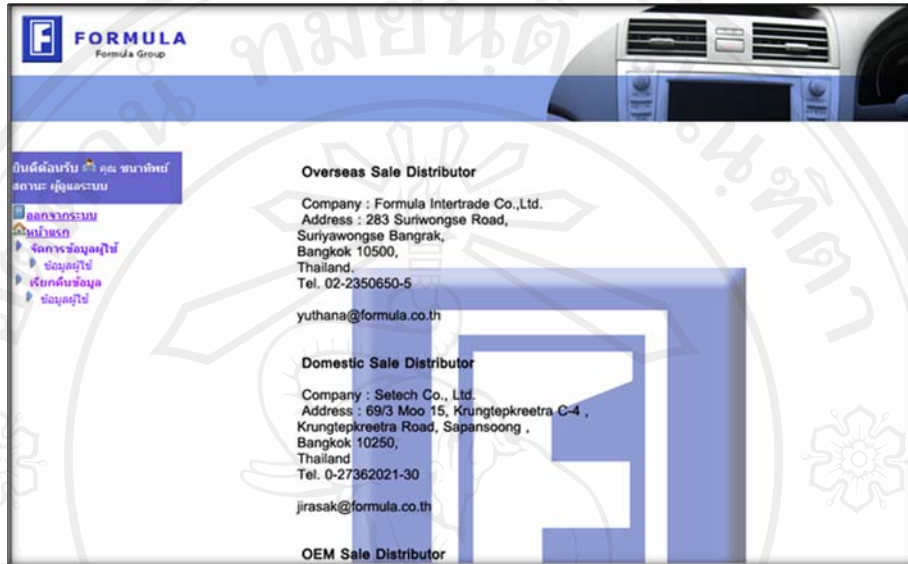 FORMULA
Formula Group
ยินดีต้อนรับ คุณ ชนาทิพย์
สถานะ ผู้ดูแลระบบ
ออกจากระบบ
หน้าแรก
จัดการข้อมูลผู้ใช้
ข้อมูลผู้ใช้
เรียกคืนข้อมูล
ข้อมูลผู้ใช้
Overseas Sale Distributor
Company : Formula Intertrade Co.,Ltd.
Address : 283 Suriwongse Road,
Suriyawongse Bangrak,
Bangkok 10500,
Thailand.
Tel. 02-2350650-5
yuthana@formula.co.th
Domestic Sale Distributor
Company : Setech Co., Ltd.
Address : 69/3 Moo 15, Krungtepkreetra C-4 ,
Krungtepkreetra Road, Sapansoong ,
Bangkok 10250,
Thailand
Tel. 0-27362021-30
jirasak@formula.co.th
OEM Sale Distributor